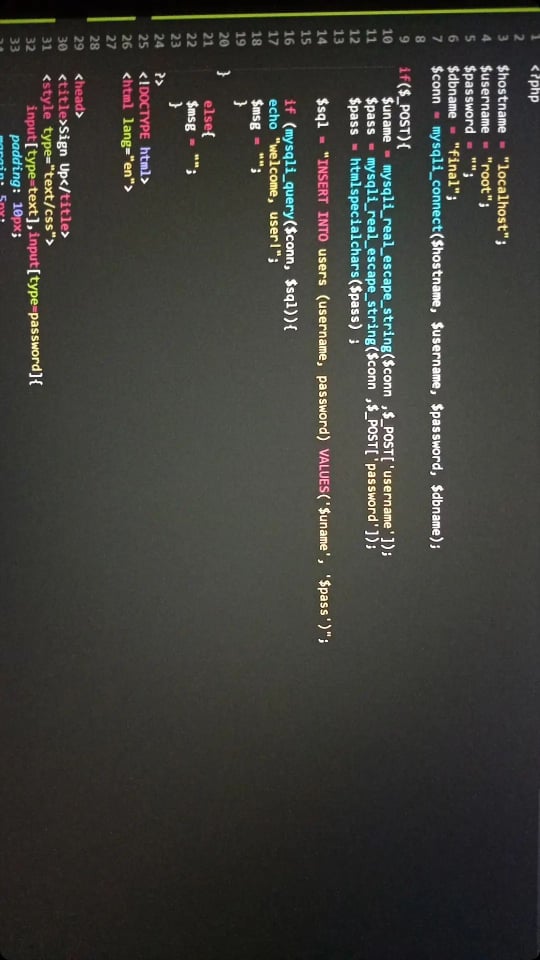 1 <?php
2
3 $hostname = "localhost";
4 $username = "root";
5 $password = "";
6 $dbname = "final";
7 $conn = mysqli_connect($hostname, $username, $password, $dbname);
8
9 if($_POST){
10 $uname = mysqli_real_escape_string($conn ,$_POST['username']);
11 $pass = mysqli_real_escape_string($conn ,$_POST['password']);
12 $pass = htmlspecialchars($pass) ;
13
14 $sql = "INSERT INTO users (username, password) VALUES('$uname', '$pass')";
15
16 if (mysqli_query($conn, $sql)){
17 echo "welcome, user!";
18 $msg = "";
19 }
20 }
21 else{
22 $msg = "";
23 }
24 ?>
25 <!DOCTYPE html>
26 <html lang="en">
27
28
29 <head>
30 <title>Sign Up</title>
31 <style type="text/css">
32 input[type=text],input[type=password]{
33 padding: 10px;
margin: 5px;